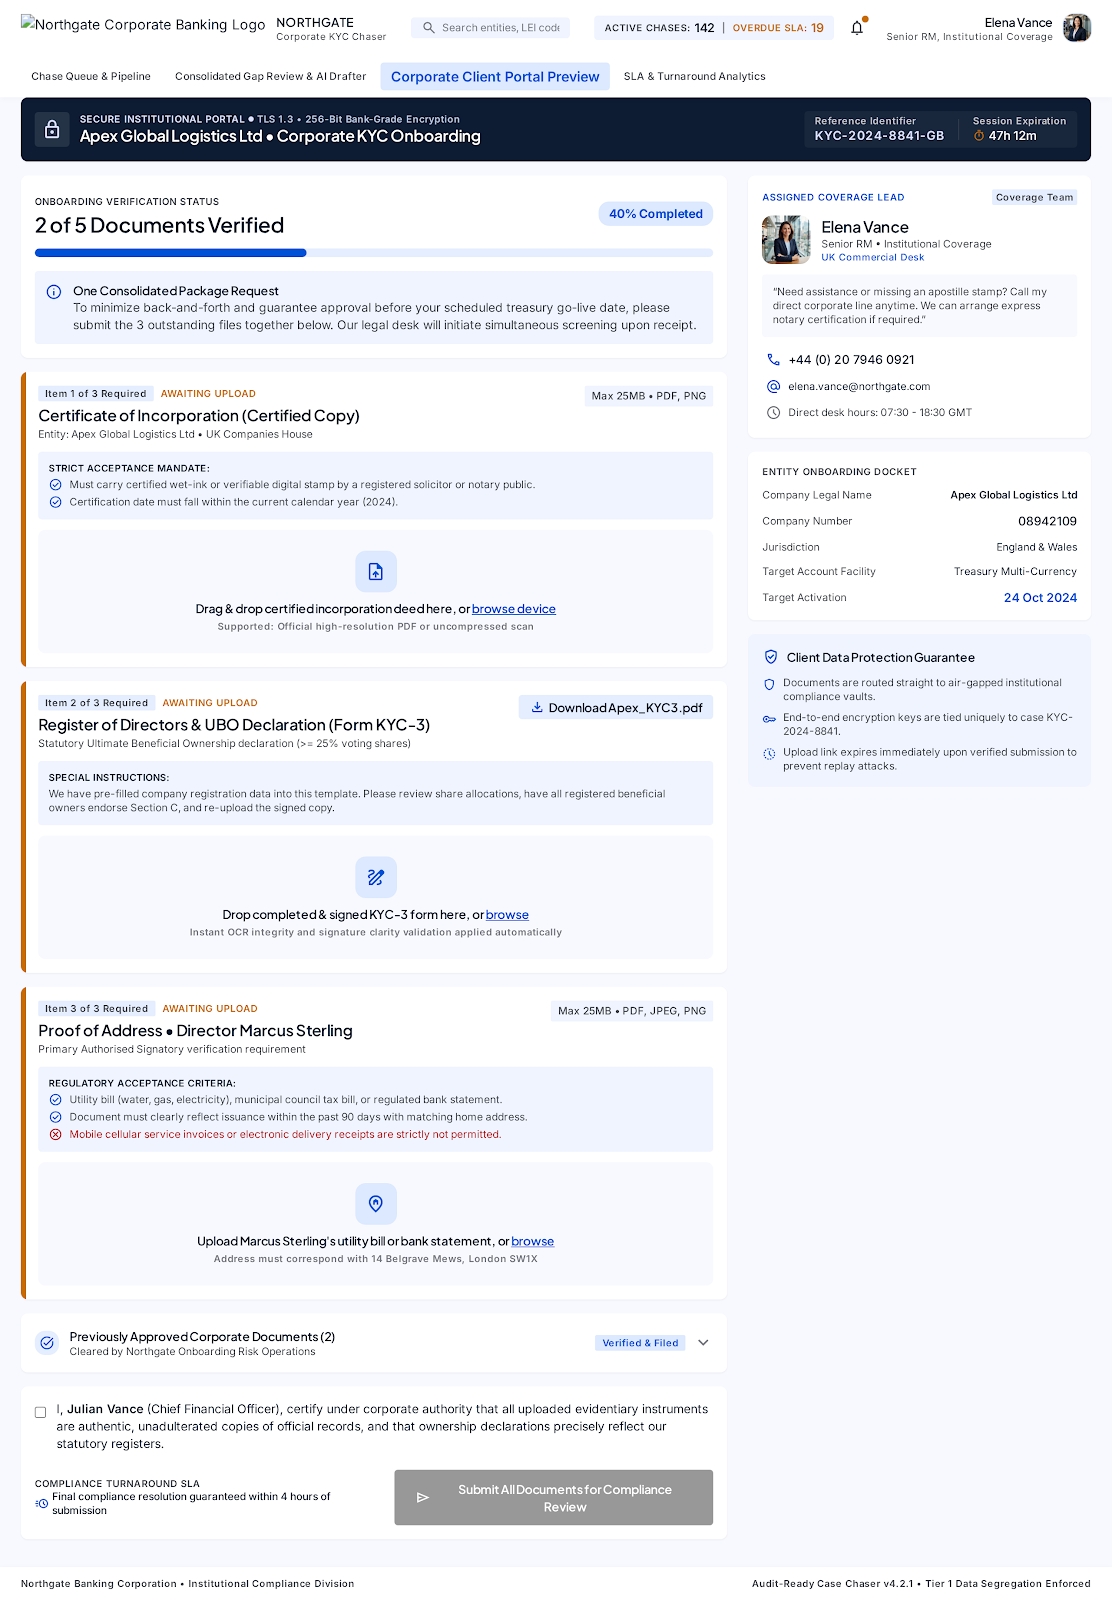 Northgate Corporate Banking Logo
NORTHGATE
Corporate KYC Chaser
Search entities, LEI code
ACTIVE CHASES: 142 | OVERDUE SLA: 19
Elena Vance
Senior RM, Institutional Coverage
Chase Queue & Pipeline
Consolidated Gap Review & AI Drafter
Corporate Client Portal Preview
SLA & Turnaround Analytics
SECURE INSTITUTIONAL PORTAL ● TLS 1.3 • 256-Bit Bank-Grade Encryption
Apex Global Logistics Ltd • Corporate KYC Onboarding
Reference Identifier
KYC-2024-8841-GB
Session Expiration
47h 12m
ONBOARDING VERIFICATION STATUS
2 of 5 Documents Verified
40% Completed
One Consolidated Package Request
To minimize back-and-forth and guarantee approval before your scheduled treasury go-live date, please
submit the 3 outstanding files together below. Our legal desk will initiate simultaneous screening upon receipt.
Item 1 of 3 Required
AWAITING UPLOAD
Max 25MB • PDF, PNG
Certificate of Incorporation (Certified Copy)
Entity: Apex Global Logistics Ltd • UK Companies House
STRICT ACCEPTANCE MANDATE:
Must carry certified wet-ink or verifiable digital stamp by a registered solicitor or notary public.
Certification date must fall within the current calendar year (2024).
Drag & drop certified incorporation deed here, or browse device
Supported: Official high-resolution PDF or uncompressed scan
Item 2 of 3 Required
AWAITING UPLOAD
Download Apex_KYC3.pdf
Register of Directors & UBO Declaration (Form KYC-3)
Statutory Ultimate Beneficial Ownership declaration (>= 25% voting shares)
SPECIAL INSTRUCTIONS:
We have pre-filled company registration data into this template. Please review share allocations, have all registered beneficial
owners endorse Section C, and re-upload the signed copy.
Drop completed & signed KYC-3 form here, or browse
Instant OCR integrity and signature clarity validation applied automatically
Item 3 of 3 Required
AWAITING UPLOAD
Max 25MB • PDF, JPEG, PNG
Proof of Address • Director Marcus Sterling
Primary Authorised Signatory verification requirement
REGULATORY ACCEPTANCE CRITERIA:
Utility bill (water, gas, electricity), municipal council tax bill, or regulated bank statement.
Document must clearly reflect issuance within the past 90 days with matching home address.
Mobile cellular service invoices or electronic delivery receipts are strictly not permitted.
Upload Marcus Sterling's utility bill or bank statement, or browse
Address must correspond with 14 Belgrave Mews, London SW1X
Previously Approved Corporate Documents (2)
Cleared by Northgate Onboarding Risk Operations
Verified & Filed
I, Julian Vance (Chief Financial Officer), certify under corporate authority that all uploaded evidentiary instruments
are authentic, unadulterated copies of official records, and that ownership declarations precisely reflect our
statutory registers.
COMPLIANCE TURNAROUND SLA
Final compliance resolution guaranteed within 4 hours of
submission
Submit All Documents for Compliance
Review
ASSIGNED COVERAGE LEAD
Coverage Team
Elena Vance
Senior RM • Institutional Coverage
UK Commercial Desk
"Need assistance or missing an apostille stamp? Call my
direct corporate line anytime. We can arrange express
notary certification if required."
+44 (0) 20 7946 0921
elena.vance@northgate.com
Direct desk hours: 07:30 - 18:30 GMT
ENTITY ONBOARDING DOCKET
Company Legal Name
Apex Global Logistics Ltd
Company Number
08942109
Jurisdiction
England & Wales
Target Account Facility
Treasury Multi-Currency
Target Activation
24 Oct 2024
Client Data Protection Guarantee
Documents are routed straight to air-gapped institutional
compliance vaults.
End-to-end encryption keys are tied uniquely to case KYC-
2024-8841.
Upload link expires immediately upon verified submission to
prevent replay attacks.
Northgate Banking Corporation • Institutional Compliance Division
Audit-Ready Case Chaser v4.2.1 • Tier 1 Data Segregation Enforced